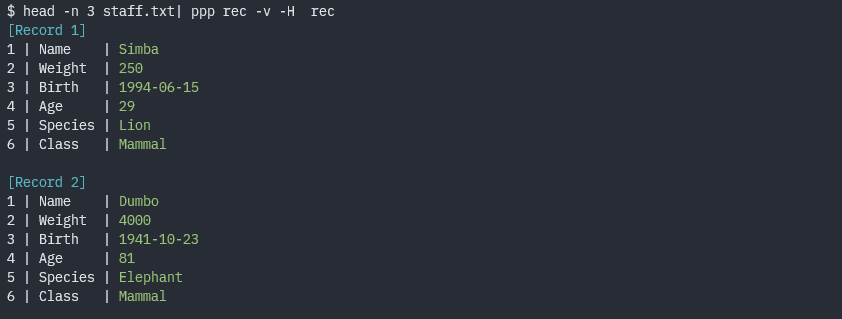 $ head -n 3 staff.txt| ppp rec -v -H  rec
[Record 1]
1 | Name    | Simba
2 | Weight  | 250
3 | Birth   | 1994-06-15
4 | Age     | 29
5 | Species | Lion
6 | Class   | Mammal

[Record 2]
1 | Name    | Dumbo
2 | Weight  | 4000
3 | Birth   | 1941-10-23
4 | Age     | 81
5 | Species | Elephant
6 | Class   | Mammal